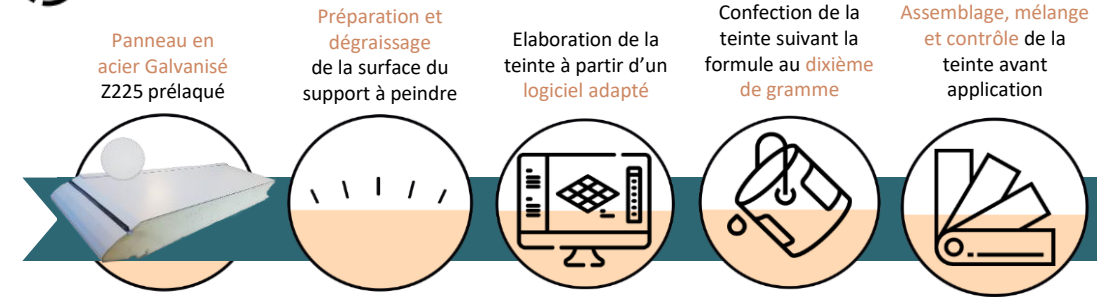 Panneau en
acier Galvanisé
Z225 prélaqué
Préparation et
dégraissage
de la surface du
support à peindre
Elaboration de la
teinte à partir d'un
logiciel adapté
Confection de la
teinte suivant la
formule au dixième
de gramme
Assemblage, mélange
et contrôle de la
teinte avant
application